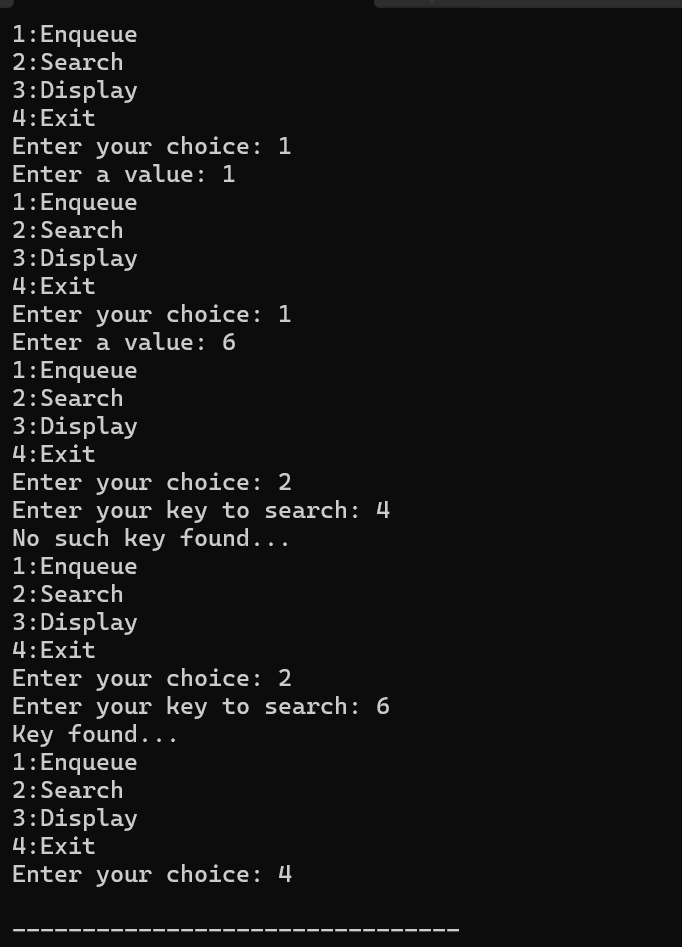 1:Enqueue
2:Search
3:Display
4:Exit
Enter your choice: 1
Enter a value: 1
1:Enqueue
2:Search
3:Display
4:Exit
Enter your choice: 1
Enter a value: 6
1:Enqueue
2:Search
3:Display
4:Exit
Enter your choice: 2
Enter your key to search: 4
No such key found...
1:Enqueue
2:Search
3:Display
4:Exit
Enter your choice: 2
Enter your key to search: 6
Key found...
1:Enqueue
2:Search
3:Display
4:Exit
Enter your choice: 4
--------------------------------